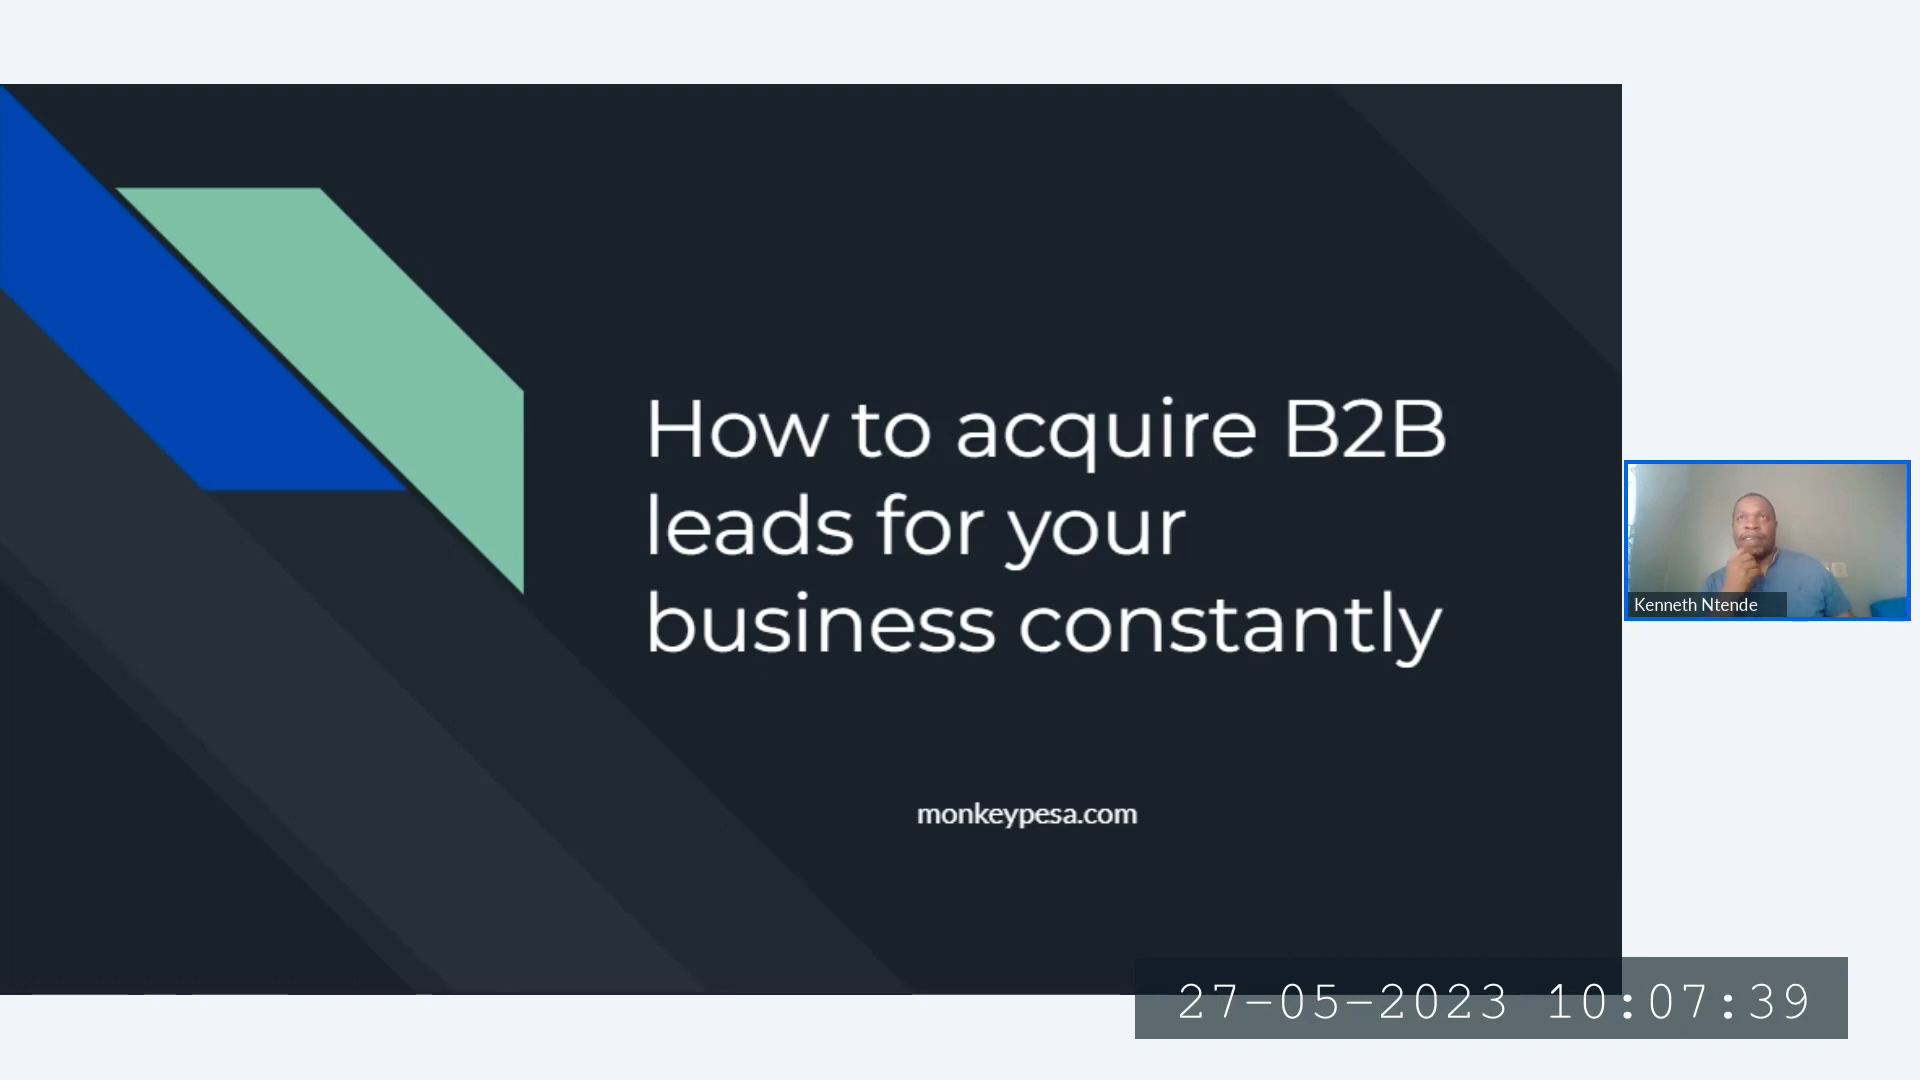 How to acquire B2B
leads for your
business constantly
monkeypesa.com
Kenneth Ntende
27-05-2023 10:07:39